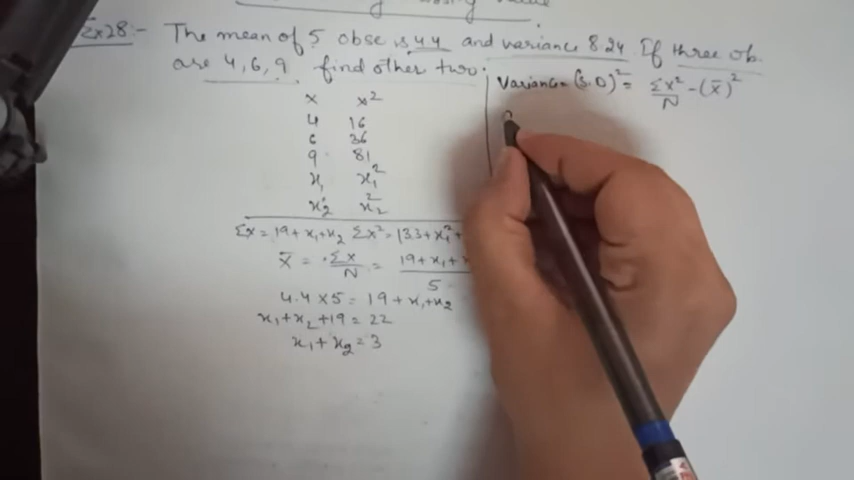 Ex28:- The mean of 5 obse is 4.4 and variance 8.24. If three ob.
are 4, 6, 9 find other two.
x x²
4 16
6 36
9 81
x₁ x₁²
x₂ x₂²
Σx = 19+x₁+x₂ Σx² = 133+x₁²+
x̄ = Σx/N = 19+x₁+x/5
4.4×5 = 19+x₁+x₂
x₁+x₂+19 = 22
x₁+x₂ = 3
Variance = (S.D)² = Σx²/N - (x̄)²